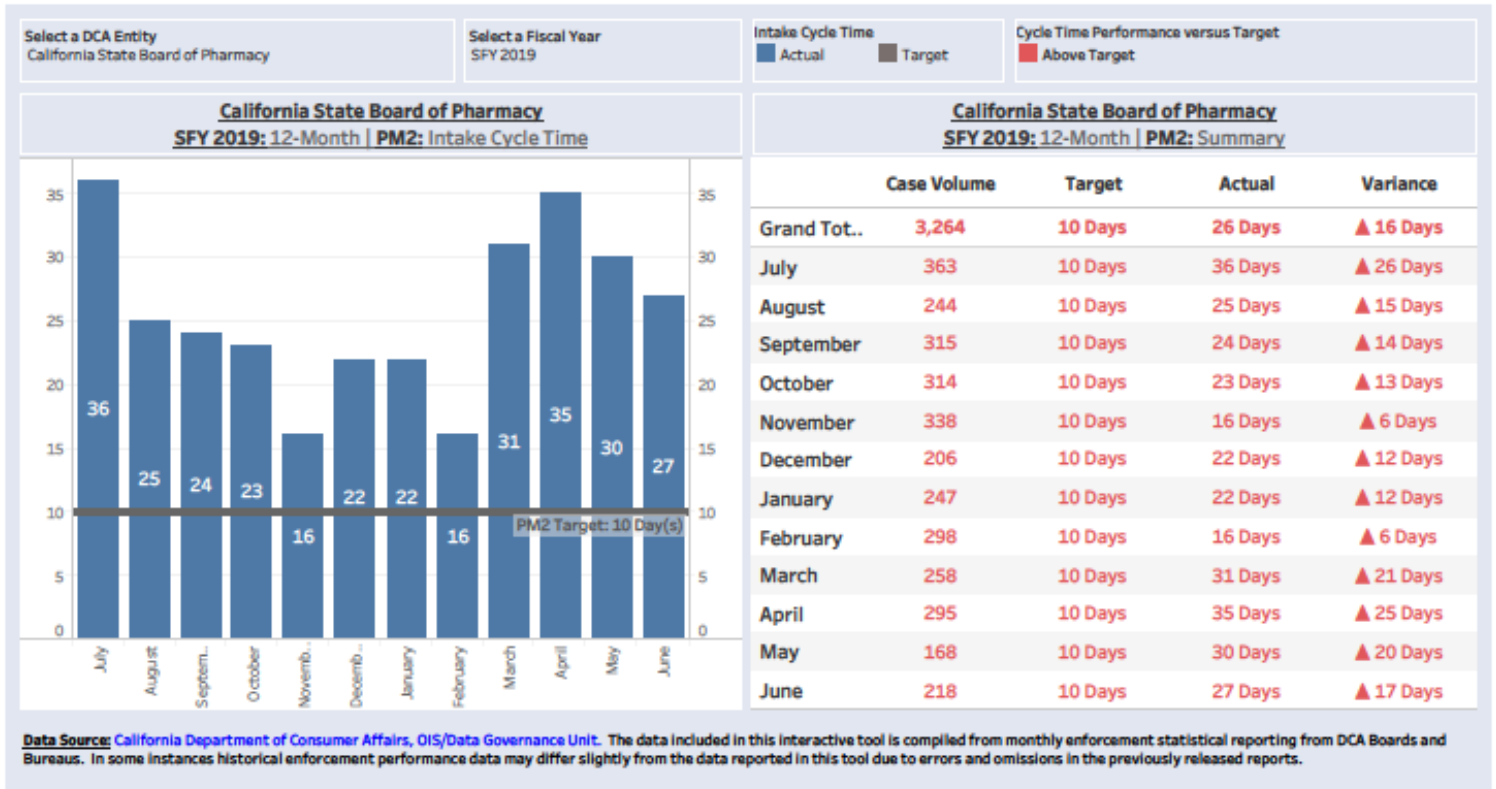 Select a DCA Entity
California State Board of Pharmacy
Select a Fiscal Year
SFY 2019
Intake Cycle Time
Actual Target
Cycle Time Performance versus Target
Above Target
California State Board of Pharmacy
SFY 2019: 12-Month | PM2: Intake Cycle Time
35 35
30 30
25 25
20 20
15 15
10 10
5 5
0 0
36 25 24 23 16 22 22 16 31 35 30 27
PM2 Target: 10 Day(s)
July
August
Septem..
October
Novemb..
Decemb..
January
February
March
April
May
June
California State Board of Pharmacy
SFY 2019: 12-Month | PM2: Summary
Case Volume Target Actual Variance
Grand Tot.. 3,264 10 Days 26 Days ▲ 16 Days
July 363 10 Days 36 Days ▲ 26 Days
August 244 10 Days 25 Days ▲ 15 Days
September 315 10 Days 24 Days ▲ 14 Days
October 314 10 Days 23 Days ▲ 13 Days
November 338 10 Days 16 Days ▲ 6 Days
December 206 10 Days 22 Days ▲ 12 Days
January 247 10 Days 22 Days ▲ 12 Days
February 298 10 Days 16 Days ▲ 6 Days
March 258 10 Days 31 Days ▲ 21 Days
April 295 10 Days 35 Days ▲ 25 Days
May 168 10 Days 30 Days ▲ 20 Days
June 218 10 Days 27 Days ▲ 17 Days
Data Source: California Department of Consumer Affairs, OIS/Data Governance Unit. The data included in this interactive tool is compiled from monthly enforcement statistical reporting from DCA Boards and
Bureaus. In some instances historical enforcement performance data may differ slightly from the data reported in this tool due to errors and omissions in the previously released reports.